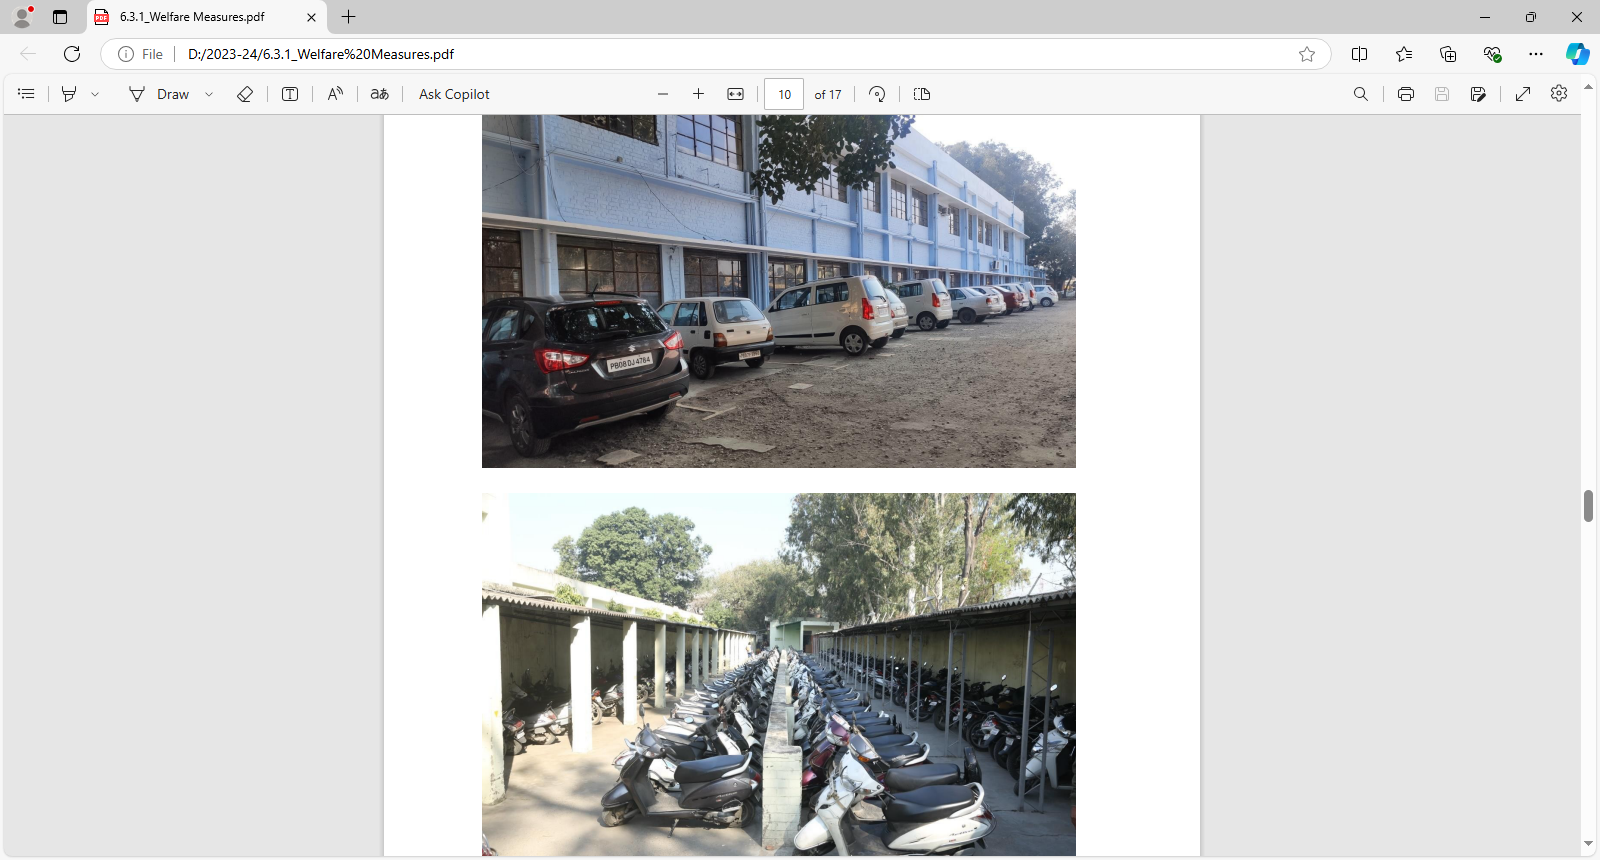 6.3.1_Welfare Measures.pdf
File
D:/2023-24/6.3.1_Welfare%20Measures.pdf
Draw
Ask Copilot
10 of 17
PB08DJ4784